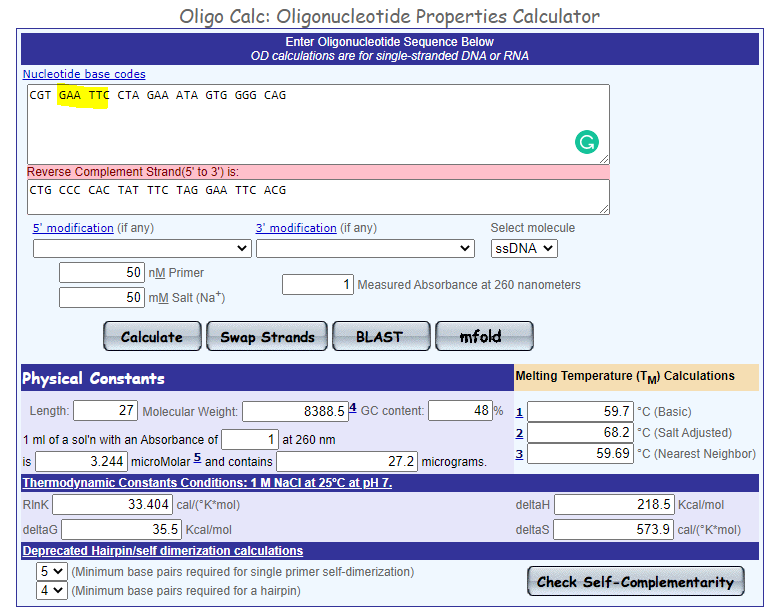 Oligo Calc: Oligonucleotide Properties Calculator
Enter Oligonucleotide Sequence Below
OD calculations are for single-stranded DNA or RNA
Nucleotide base codes
CGT GAA TTC CTA GAA ATA GTG GGG CAG
Reverse Complement Strand(5' to 3') is:
CTG CCC CAC TAT TTC TAG GAA TTC ACG
5' modification (if any) 3' modification (if any) Select molecule
ssDNA
50 nM Primer
1 Measured Absorbance at 260 nanometers
50 mM Salt (Na+)
Calculate Swap Strands BLAST mfold
Physical Constants Melting Temperature (TM) Calculations
Length: 27 Molecular Weight: 8388.5 4 GC content: 48 % 1 59.7 °C (Basic)
1 ml of a sol'n with an Absorbance of 1 at 260 nm 2 68.2 °C (Salt Adjusted)
is 3.244 microMolar 5 and contains 27.2 micrograms. 3 59.69 °C (Nearest Neighbor)
Thermodynamic Constants Conditions: 1 M NaCl at 25°C at pH 7.
RlnK 33.404 cal/(°K*mol) deltaH 218.5 Kcal/mol
deltaG 35.5 Kcal/mol deltaS 573.9 cal/(°K*mol)
Deprecated Hairpin/self dimerization calculations
5 (Minimum base pairs required for single primer self-dimerization)
4 (Minimum base pairs required for a hairpin)
Check Self-Complementarity